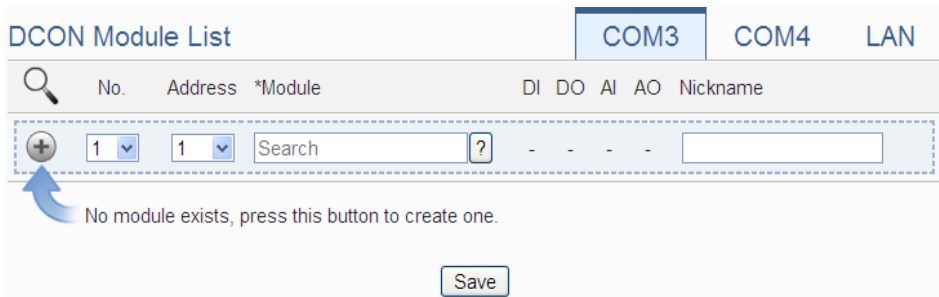 DCON Module List COM3 COM4 LAN
No. Address *Module DI DO AI AO Nickname
1 1 Search ? - - - -
No module exists, press this button to create one.
Save